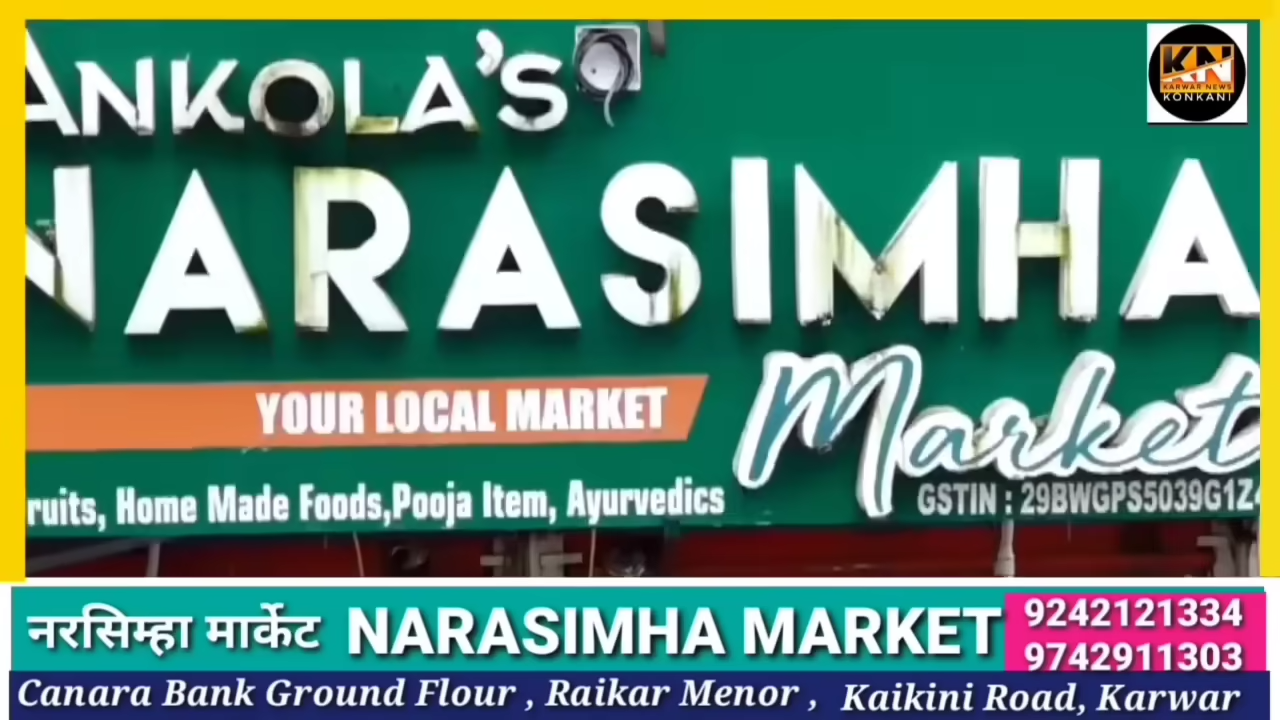 ANKOLA'S
KN
KARWAR NEWS
KONKANI
NARASIMHA
YOUR LOCAL MARKET
Market
ruits, Home Made Foods,Pooja Item, Ayurvedics
GSTIN : 29BWGPS5039G1Z4
नरसिम्हा मार्केट NARASIMHA MARKET
9242121334
9742911303
Canara Bank Ground Flour , Raikar Menor , Kaikini Road, Karwar